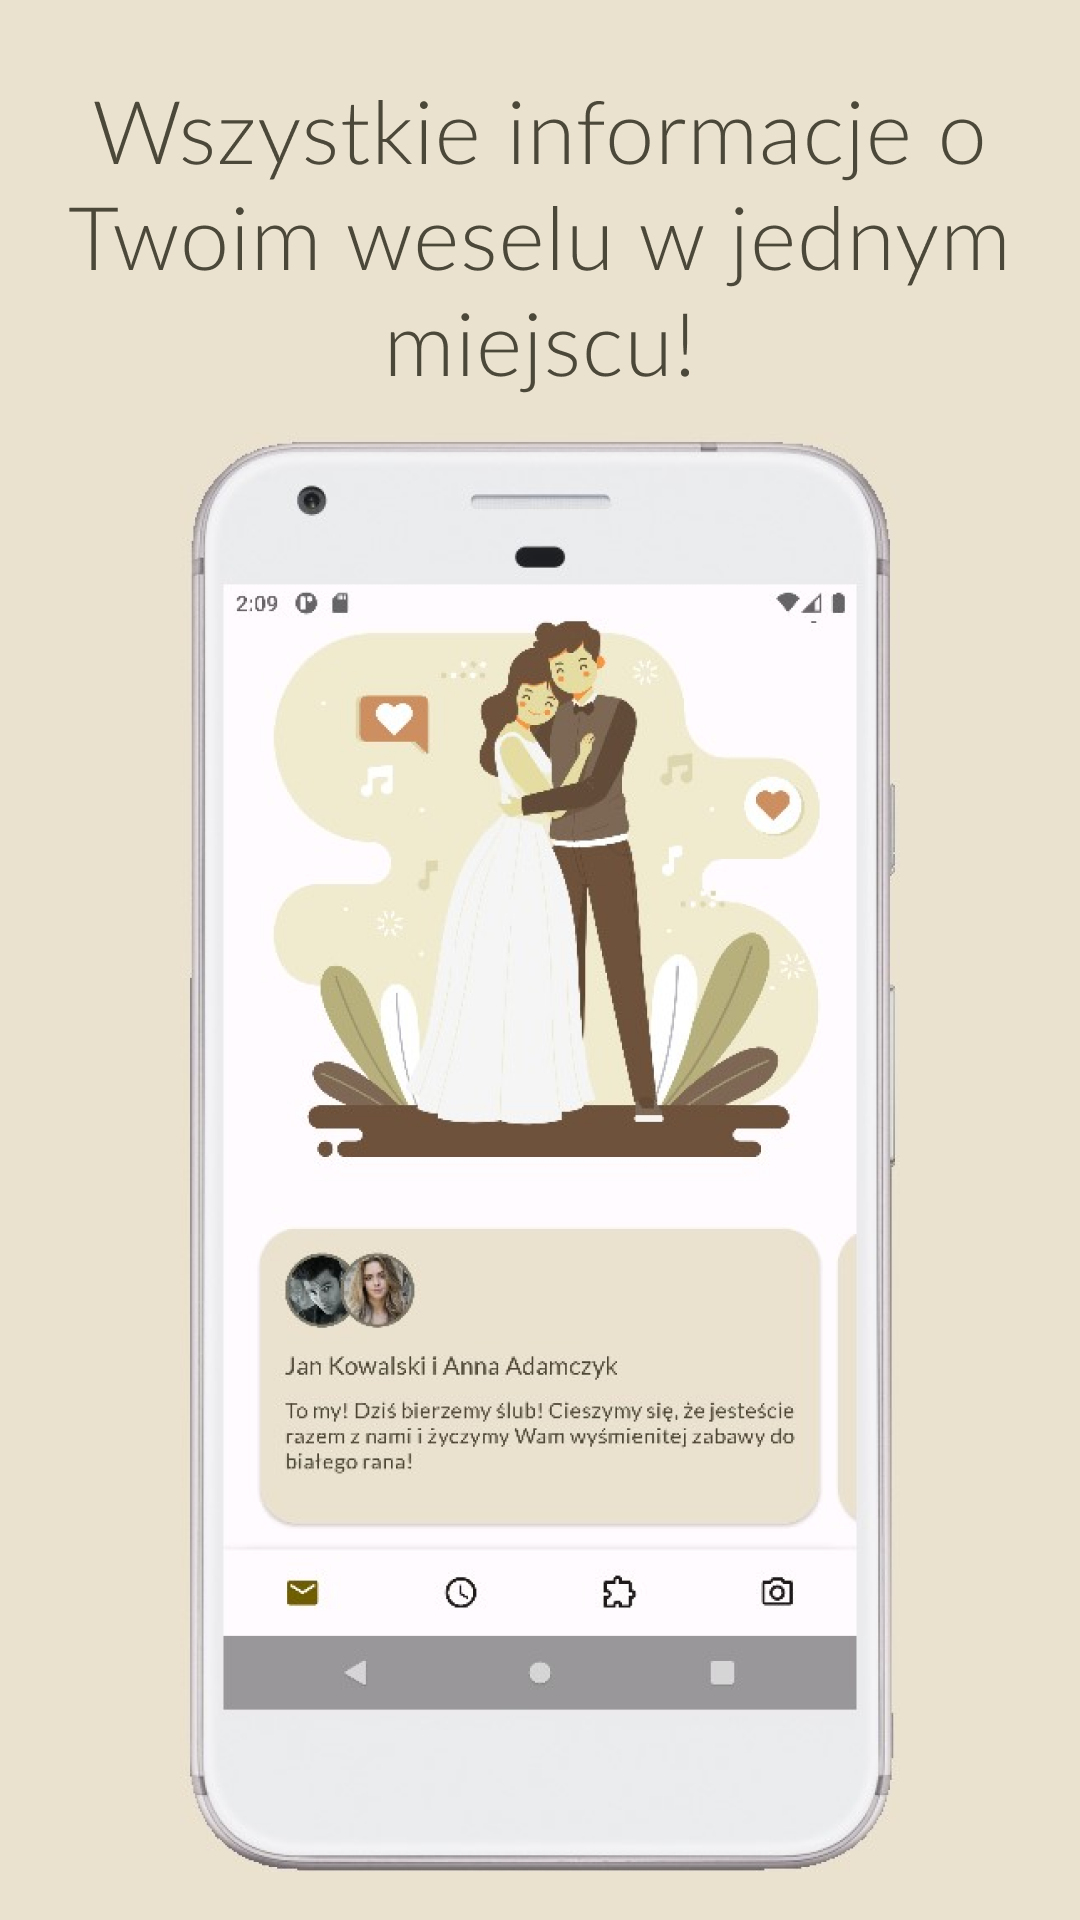 Wszystkie informacje o
Twoim weselu w jednym
miejscu!
2:09
Jan Kowalski i Anna Adamczyk
To my! Dziś bierzemy ślub! Cieszymy się, że jesteście
razem z nami i życzymy Wam wyśmienitej zabawy do
białego rana!